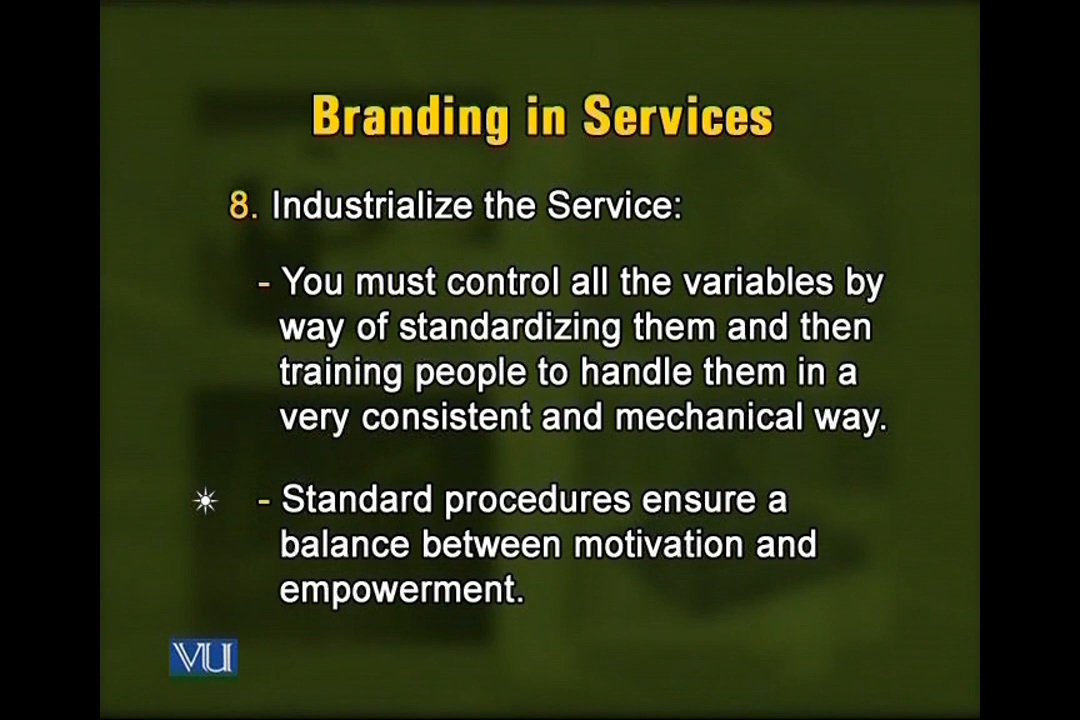 Branding in Services
8. Industrialize the Service:
- You must control all the variables by
way of standardizing them and then
training people to handle them in a
very consistent and mechanical way.
- Standard procedures ensure a
balance between motivation and
empowerment.
VU